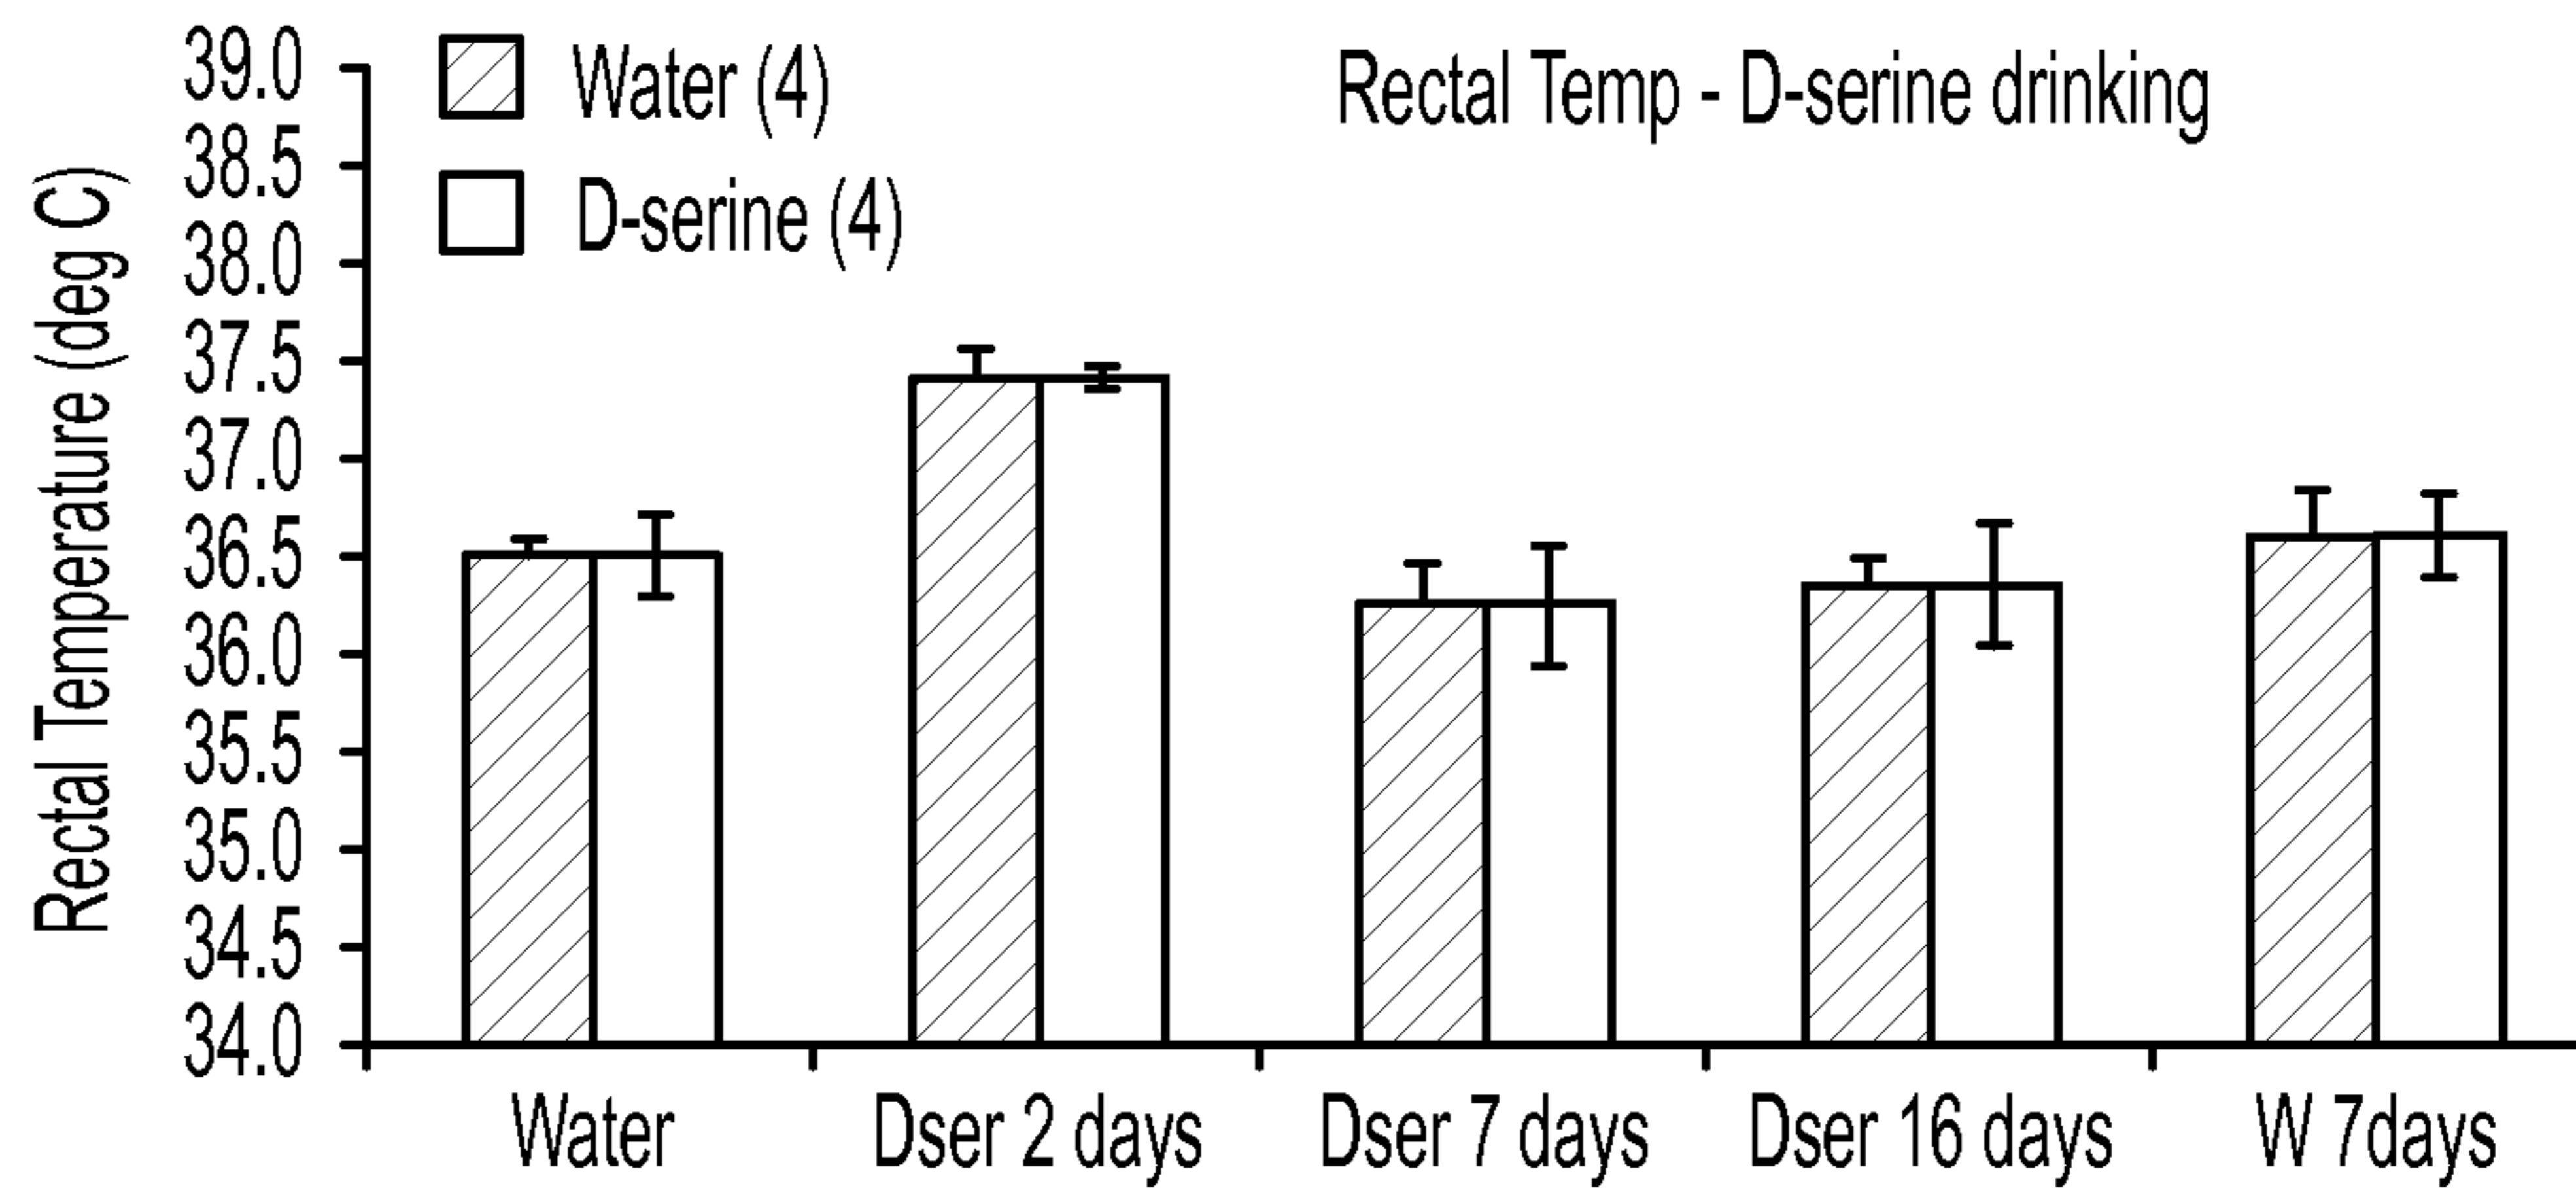 Rectal Temp - D-serine drinking
Water (4)
D-serine (4)
Rectal Temperature (deg C)
39.0
38.5
38.0
37.5
37.0
36.5
36.0
35.5
35.0
34.5
34.0
Water
Dser 2 days
Dser 7 days
Dser 16 days
W 7days